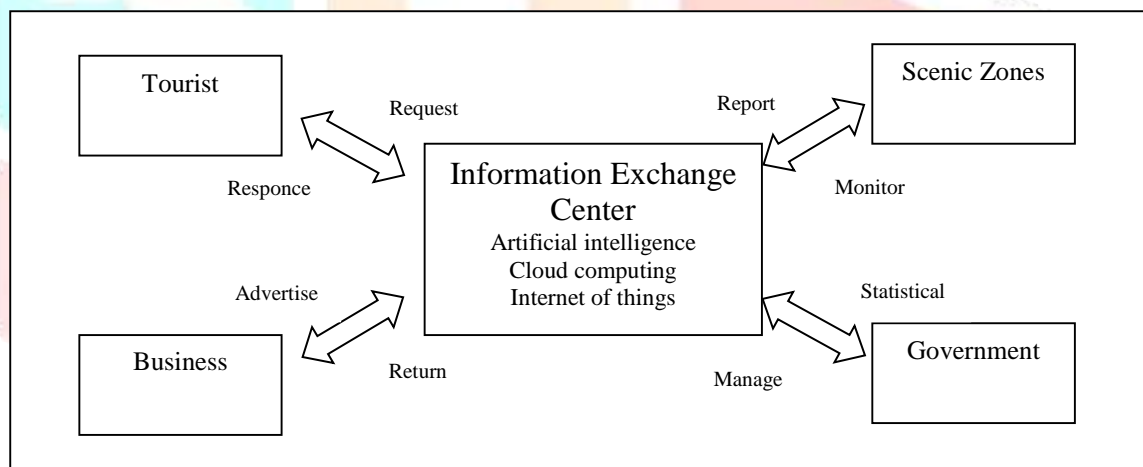 Tourist
Scenic Zones
Request
Report
Information Exchange
Center
Artificial intelligence
Cloud computing
Internet of things
Responce
Monitor
Advertise
Statistical
Business
Return
Manage
Government